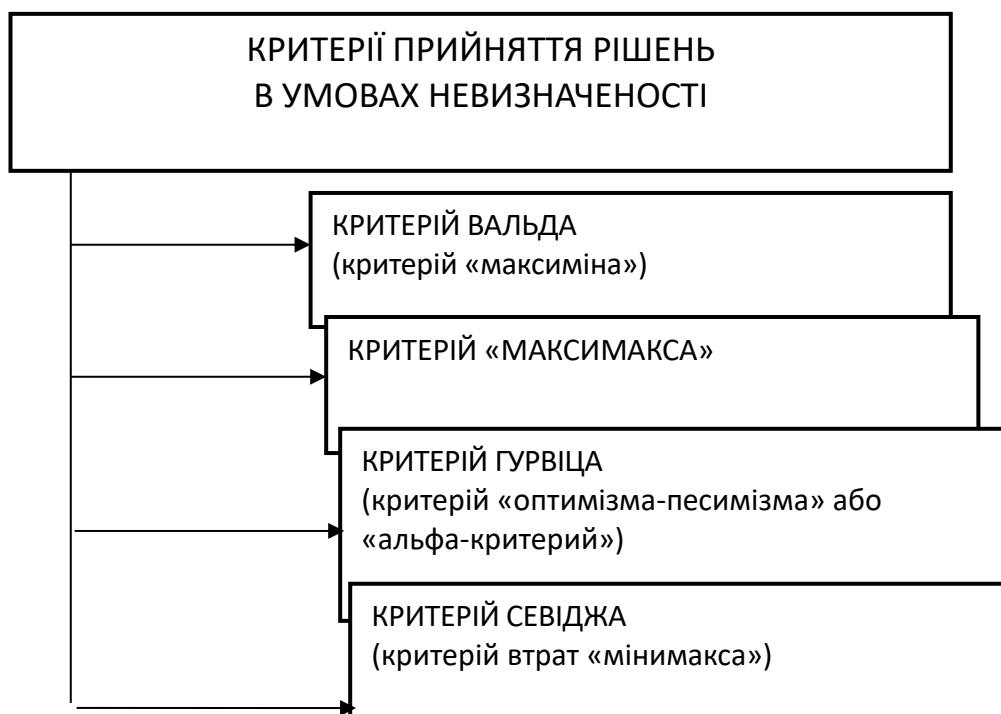 КРИТЕРІЇ ПРИЙНЯТТЯ РІШЕНЬ
В УМОВАХ НЕВИЗНАЧЕНОСТІ
КРИТЕРІЙ ВАЛЬДА
(критерій «максиміна»)
КРИТЕРІЙ «МАКСИМАКСА»
КРИТЕРІЙ ГУРВІЦА
(критерій «оптимізма-песимізма» або
«альфа-критерий»)
КРИТЕРІЙ СЕВІДЖА
(критерій втрат «мінимакса»)